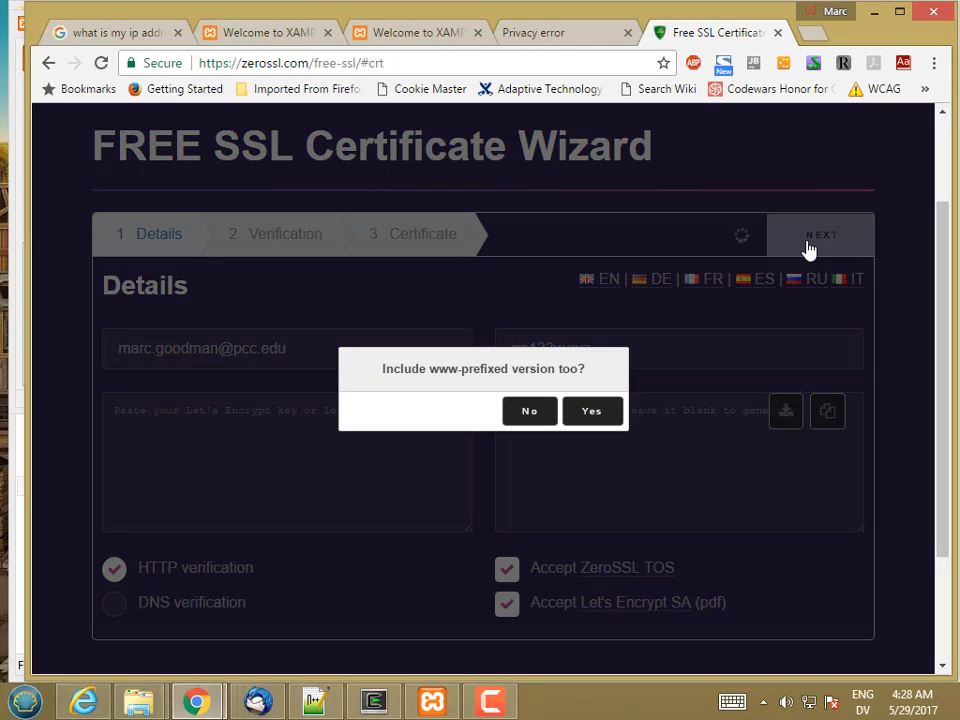 Marc
what is my ip addr
Welcome to XAMP
Welcome to XAMP
Privacy error
Free SSL Certificate
Secure
https://zerossl.com/free-ssl/#crt
New
Bookmarks
Getting Started
Imported From Firefo
Cookie Master
Adaptive Technology
Search Wiki
Codewars Honor for
WCAG
»
FREE SSL Certificate Wizard
1 Details
2 Verification
3 Certificate
NEXT
Details
EN | DE | FR | ES | RU IT
marc.goodman@pcc.edu
Include www-prefixed version too?
No
Yes
Paste your Let's Encrypt key or le
eave it blank to gene
HTTP verification
DNS verification
Accept ZeroSSL TOS
Accept Let's Encrypt SA (pdf)
ENG
DV
4:28 AM
5/29/2017